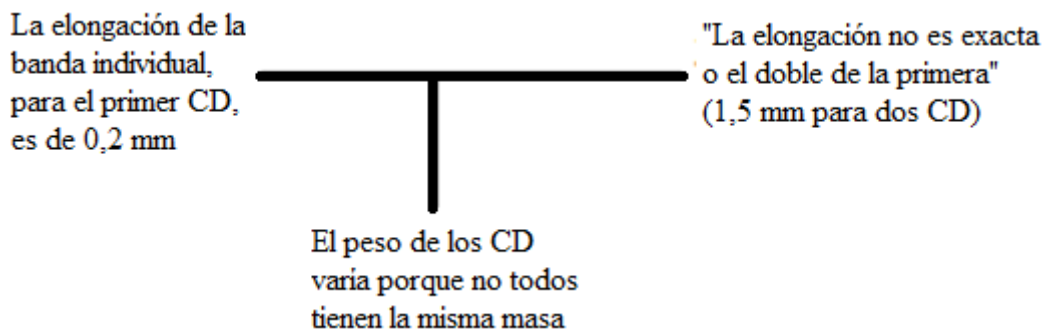 La elongación de la
banda individual,
para el primer CD,
es de 0,2 mm
"La elongación no es exacta
o el doble de la primera"
(1,5 mm para dos CD)
El peso de los CD
varía porque no todos
tienen la misma masa